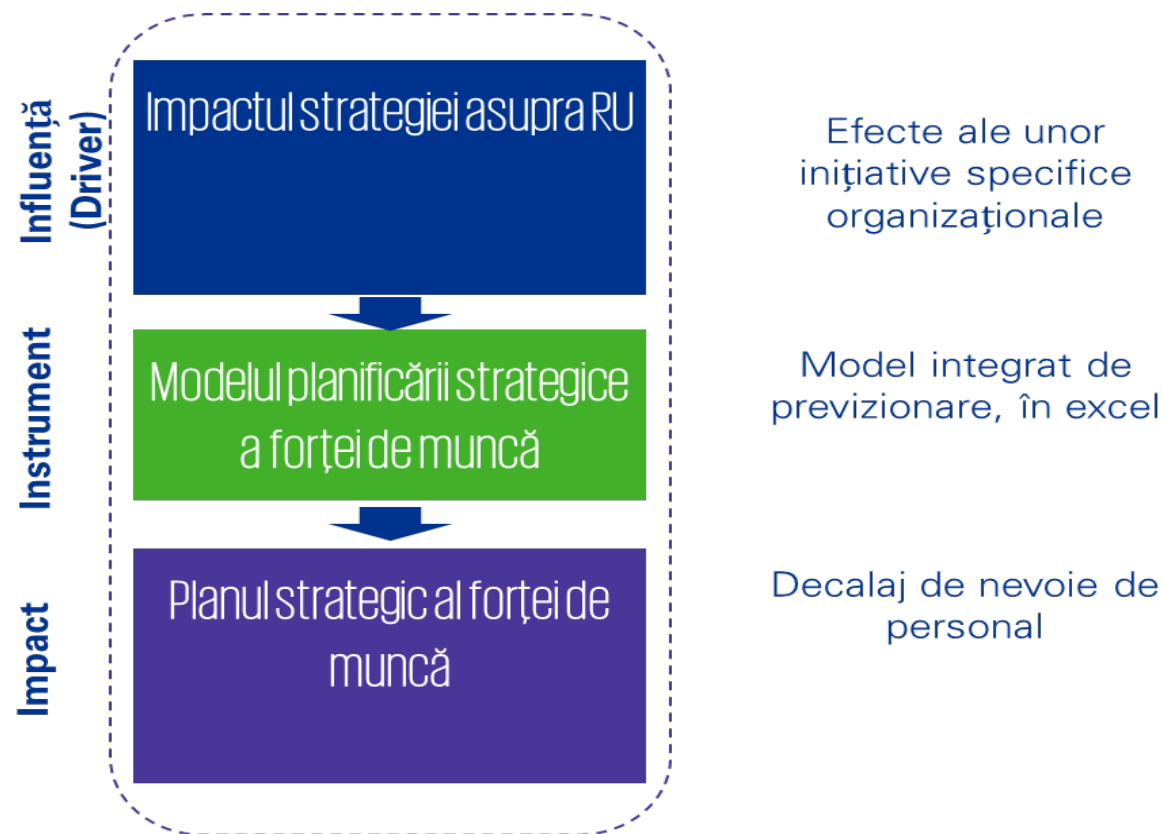 Influență
(Driver)
Impactul strategiei asupra RU
Efecte ale unor
inițiative specifice
organizaționale
Instrument
Modelul planificării strategice
a forței de muncă
Model integrat de
previzionare, în excel
Impact
Planul strategic al forței de
muncă
Decalaj de nevoie de
personal